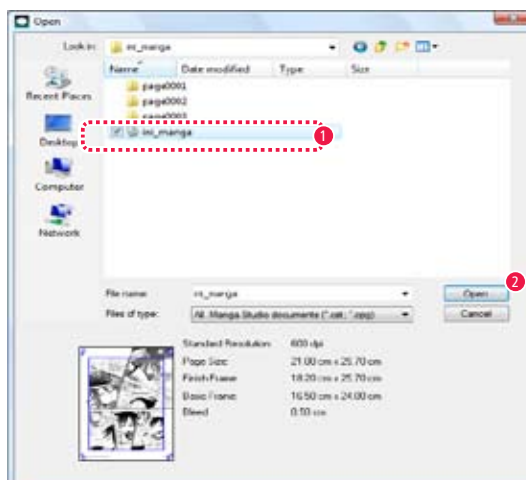 Open
Look in: ini_manga
Name Date modified Type Size
page0001
page0002
page0003
ini_manga
1
Recent Places
Desktop
Computer
Network
2
File name: ini_manga Open
Files of type: All Manga Studio documents (*.cst; *.cpg) Cancel
Standard Resolution 600 dpi
Page Size: 21.00 cm x 25.70 cm
Finish Frame 18.20 cm x 25.70 cm
Basic Frame 16.50 cm x 24.00 cm
Bleed 0.50 cm